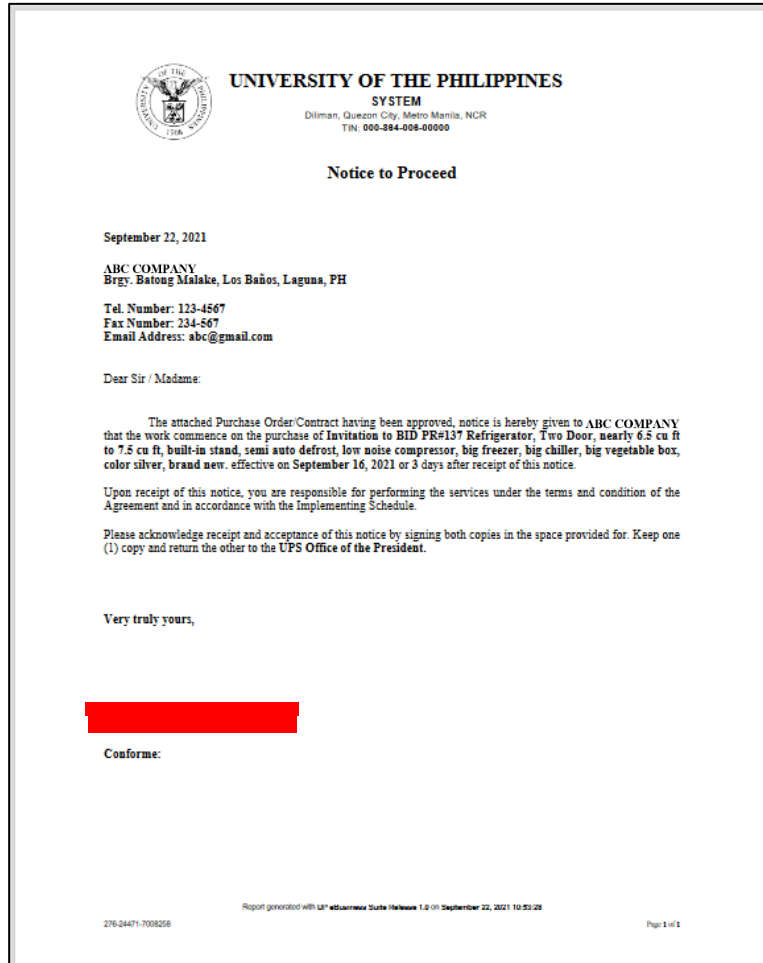 UNIVERSITY OF THE PHILIPPINES
SYSTEM
Diliman, Quezon City, Metro Manila, NCR
TIN: 000-864-006-00000
OF THE
UNIVERSITY
PHILIPPINES
1908
Notice to Proceed
September 22, 2021
ABC COMPANY
Brgy. Batong Malake, Los Baños, Laguna, PH
Tel. Number: 123-4567
Fax Number: 234-567
Email Address: abc@gmail.com
Dear Sir / Madame:
The attached Purchase Order/Contract having been approved, notice is hereby given to ABC COMPANY
that the work commence on the purchase of Invitation to BID PR#137 Refrigerator, Two Door, nearly 6.5 cu ft
to 7.5 cu ft, built-in stand, semi auto defrost, low noise compressor, big freezer, big chiller, big vegetable box,
color silver, brand new. effective on September 16, 2021 or 3 days after receipt of this notice.
Upon receipt of this notice, you are responsible for performing the services under the terms and condition of the
Agreement and in accordance with the Implementing Schedule.
Please acknowledge receipt and acceptance of this notice by signing both copies in the space provided for. Keep one
(1) copy and return the other to the UPS Office of the President.
Very truly yours,
Conforme:
Report generated with UP eBusiness Suite Release 1.0 on September 22, 2021 10:53:28
276-24471-7008258
Page 1 of 1